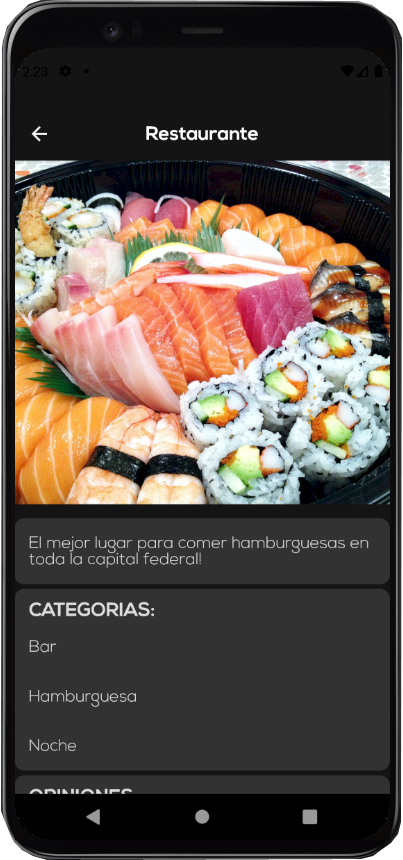 2:23
Restaurante
El mejor lugar para comer hamburguesas en
toda la capital federal!
CATEGORIAS:
Bar
Hamburguesa
Noche
OPINIONES